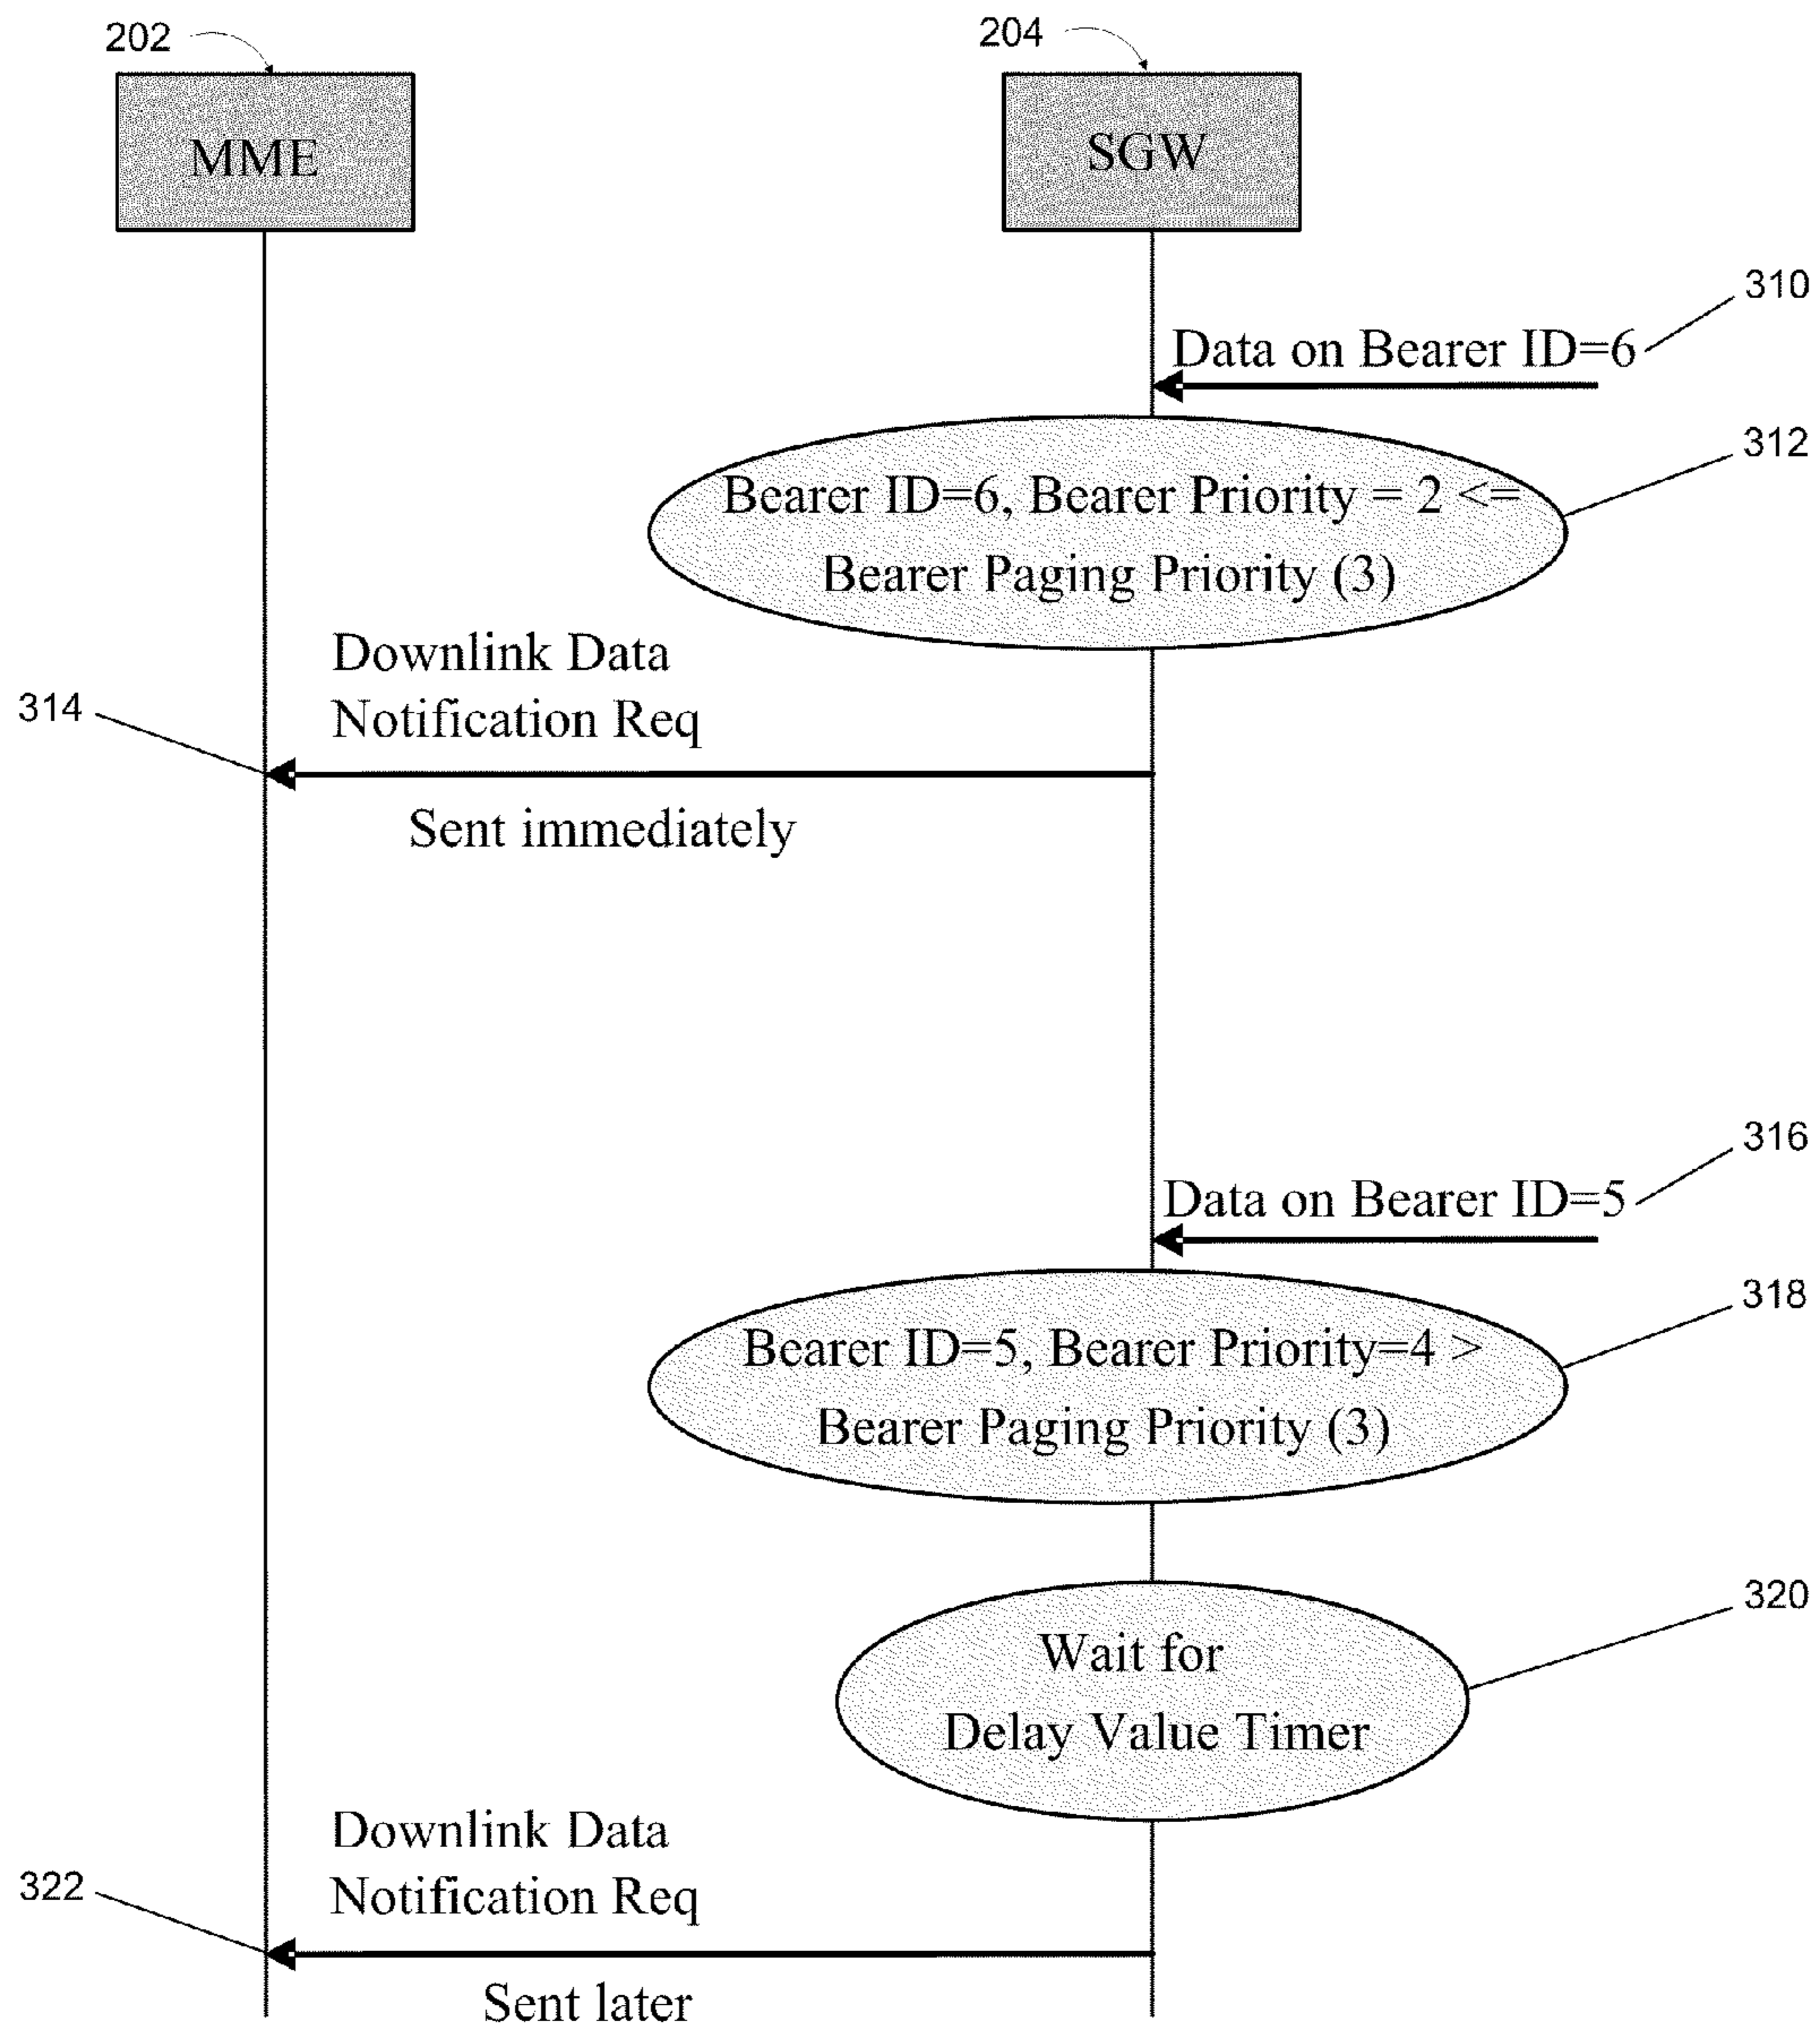 202
204
MME
SGW
310
Data on Bearer ID=6
312
Bearer ID=6, Bearer Priority = 2 <=
Bearer Paging Priority (3)
Downlink Data
Notification Req
314
Sent immediately
316
Data on Bearer ID=5
318
Bearer ID=5, Bearer Priority=4 >
Bearer Paging Priority (3)
320
Wait for
Delay Value Timer
Downlink Data
Notification Req
322
Sent later